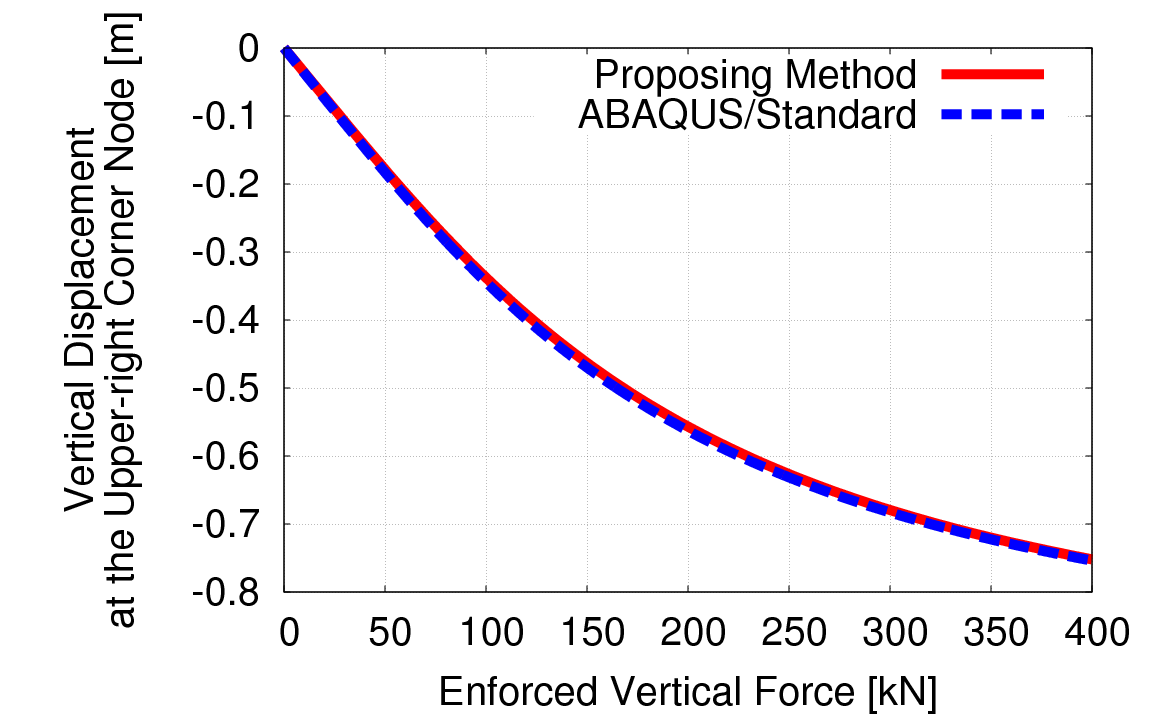 Vertical Displacement
at the Upper-right Corner Node [m]
0
-0.1
-0.2
-0.3
-0.4
-0.5
-0.6
-0.7
-0.8
Proposing Method
ABAQUS/Standard
0 50 100 150 200 250 300 350 400
Enforced Vertical Force [kN]